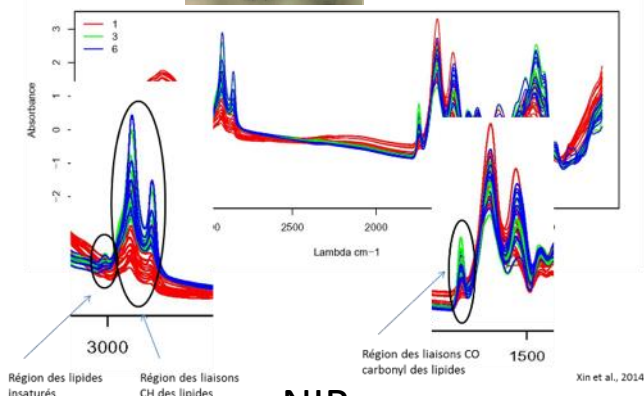 3
2
1
0
−1
−2
Absorbance
1
3
6
2500
2000
Lambda cm−1
3000
1500
Région des lipides
insaturés
Région des liaisons
CH des lipides
Région des liaisons CO
carbonyl des lipides
Xin et al., 2014